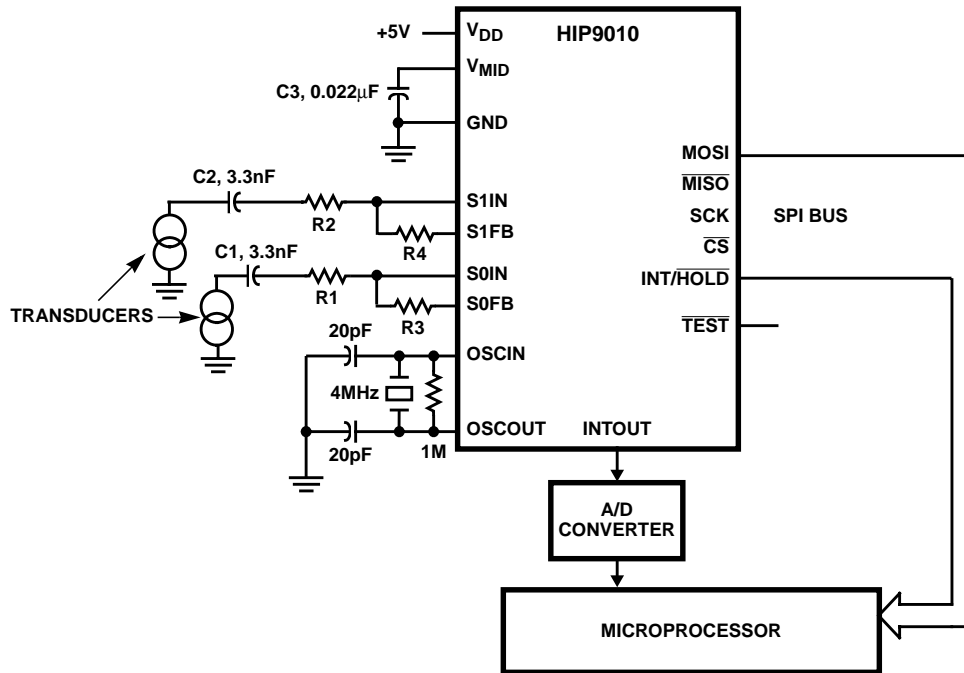 HIP9010
+5V
VDD
VMID
C3, 0.022μF
GND
MOSI
MISO
SCK
CS
SPI BUS
INT/HOLD
TEST
C2, 3.3nF
R2
S1IN
S1FB
R4
C1, 3.3nF
R1
S0IN
S0FB
R3
TRANSDUCERS
20pF
OSCIN
4MHz
OSCOUT
INTOUT
20pF
1M
A/D
CONVERTER
MICROPROCESSOR